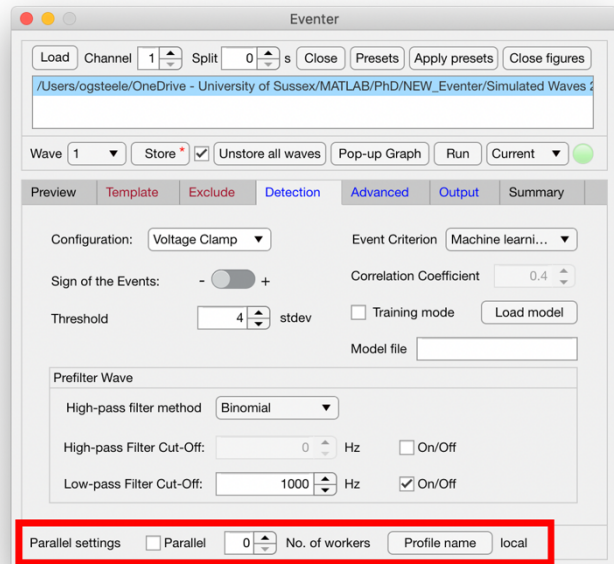 Eventer
Load Channel 1 Split 0 s Close Presets Apply presets Close figures
/Users/ogsteele/OneDrive - University of Sussex/MATLAB/PhD/NEW_Eventer/Simulated Waves 2
Wave 1 Store * Unstore all waves Pop-up Graph Run Current
Preview Template Exclude Detection Advanced Output Summary
Configuration: Voltage Clamp Event Criterion Machine learni...
Sign of the Events: - + Correlation Coefficient 0.4
Threshold 4 stdev Training mode Load model
Model file
Prefilter Wave
High-pass filter method Binomial
High-pass Filter Cut-Off: 0 Hz On/Off
Low-pass Filter Cut-Off: 1000 Hz On/Off
Parallel settings Parallel 0 No. of workers Profile name local